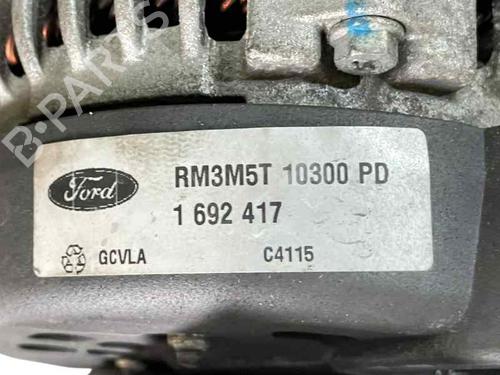 B-PARTS
Ford
RM3M5T 10300 PD
1 692 417
GCVLA C4115